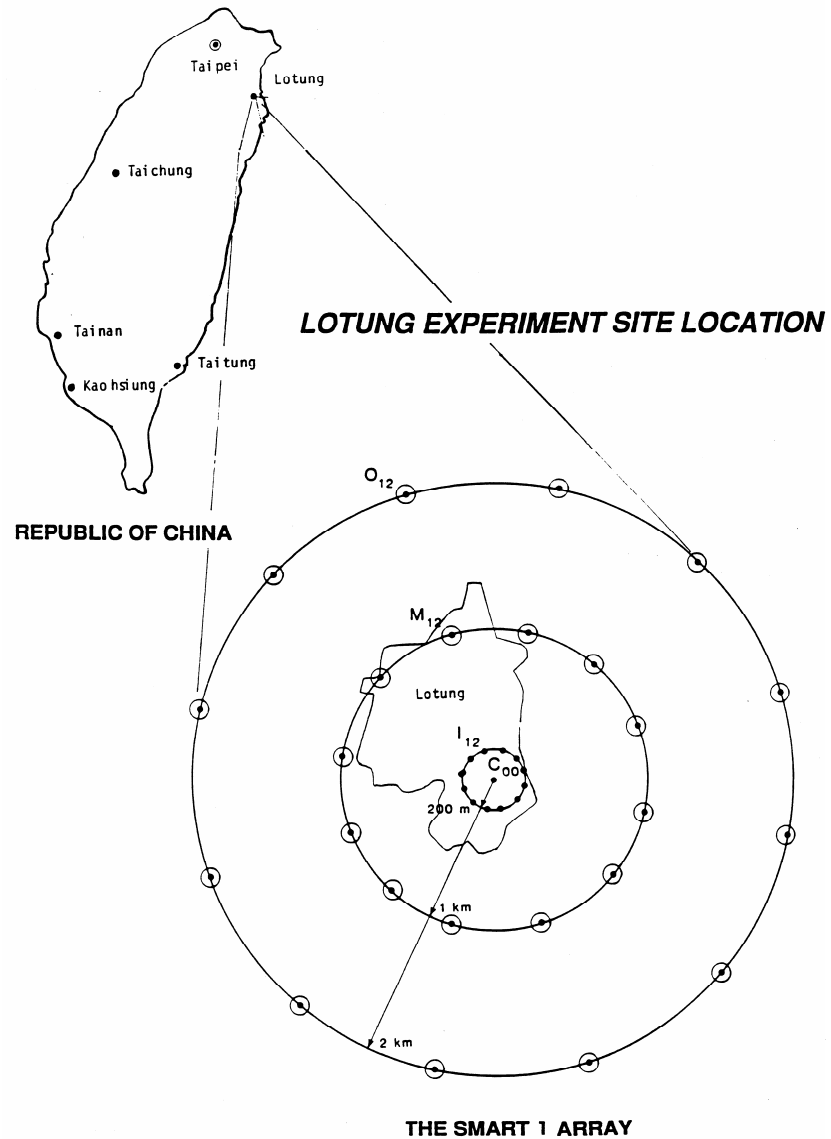 Taipei
Lotung
Taichung
LOTUNG EXPERIMENT SITE LOCATION
Tainan
Taitung
Kaohsiung
O12
REPUBLIC OF CHINA
M12
Lotung
I12
C00
200 m
1 km
2 km
THE SMART 1 ARRAY